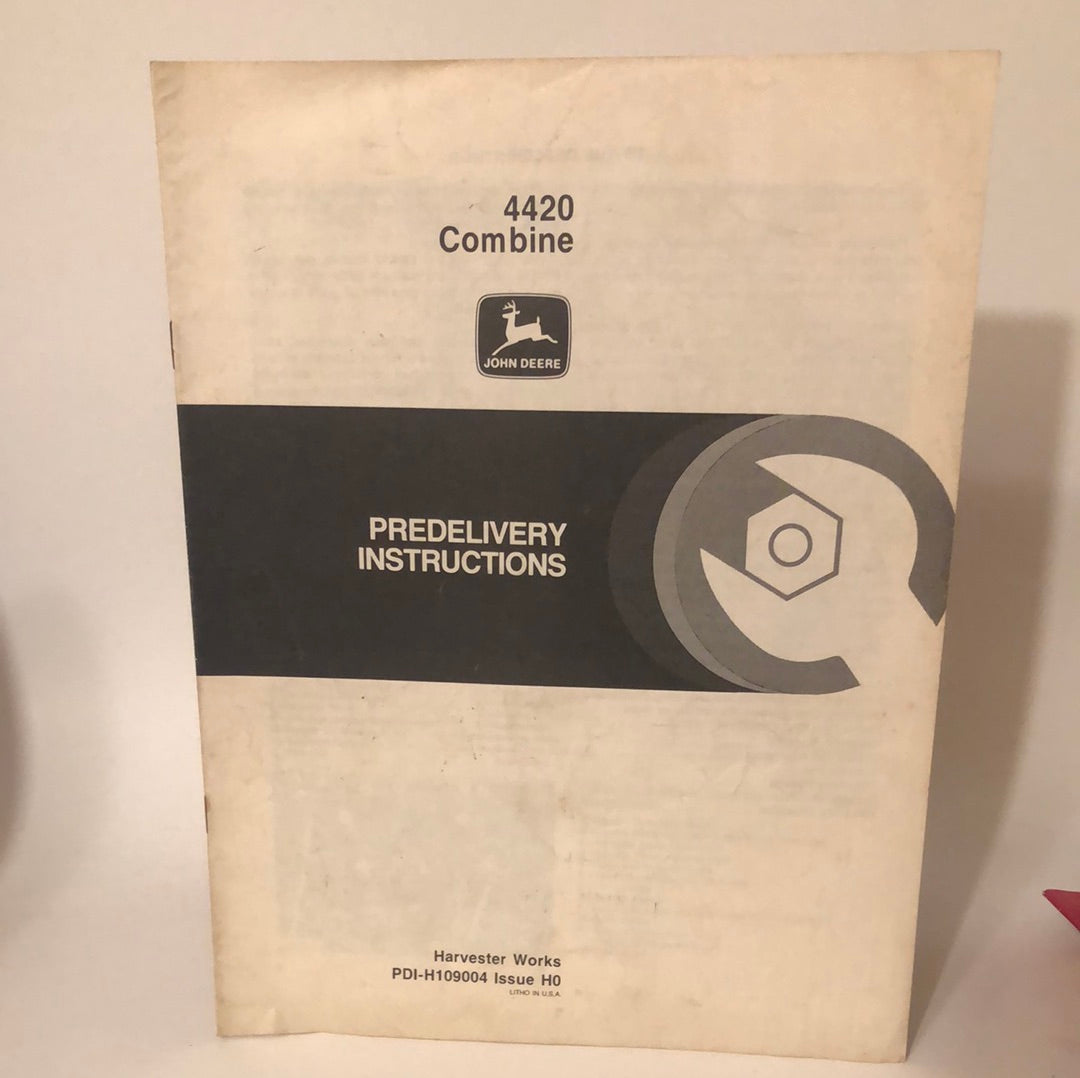 4420
Combine
JOHN DEERE
PREDELIVERY
INSTRUCTIONS
Harvester Works
PDI-H109004 Issue H0
LITHO IN U.S.A.